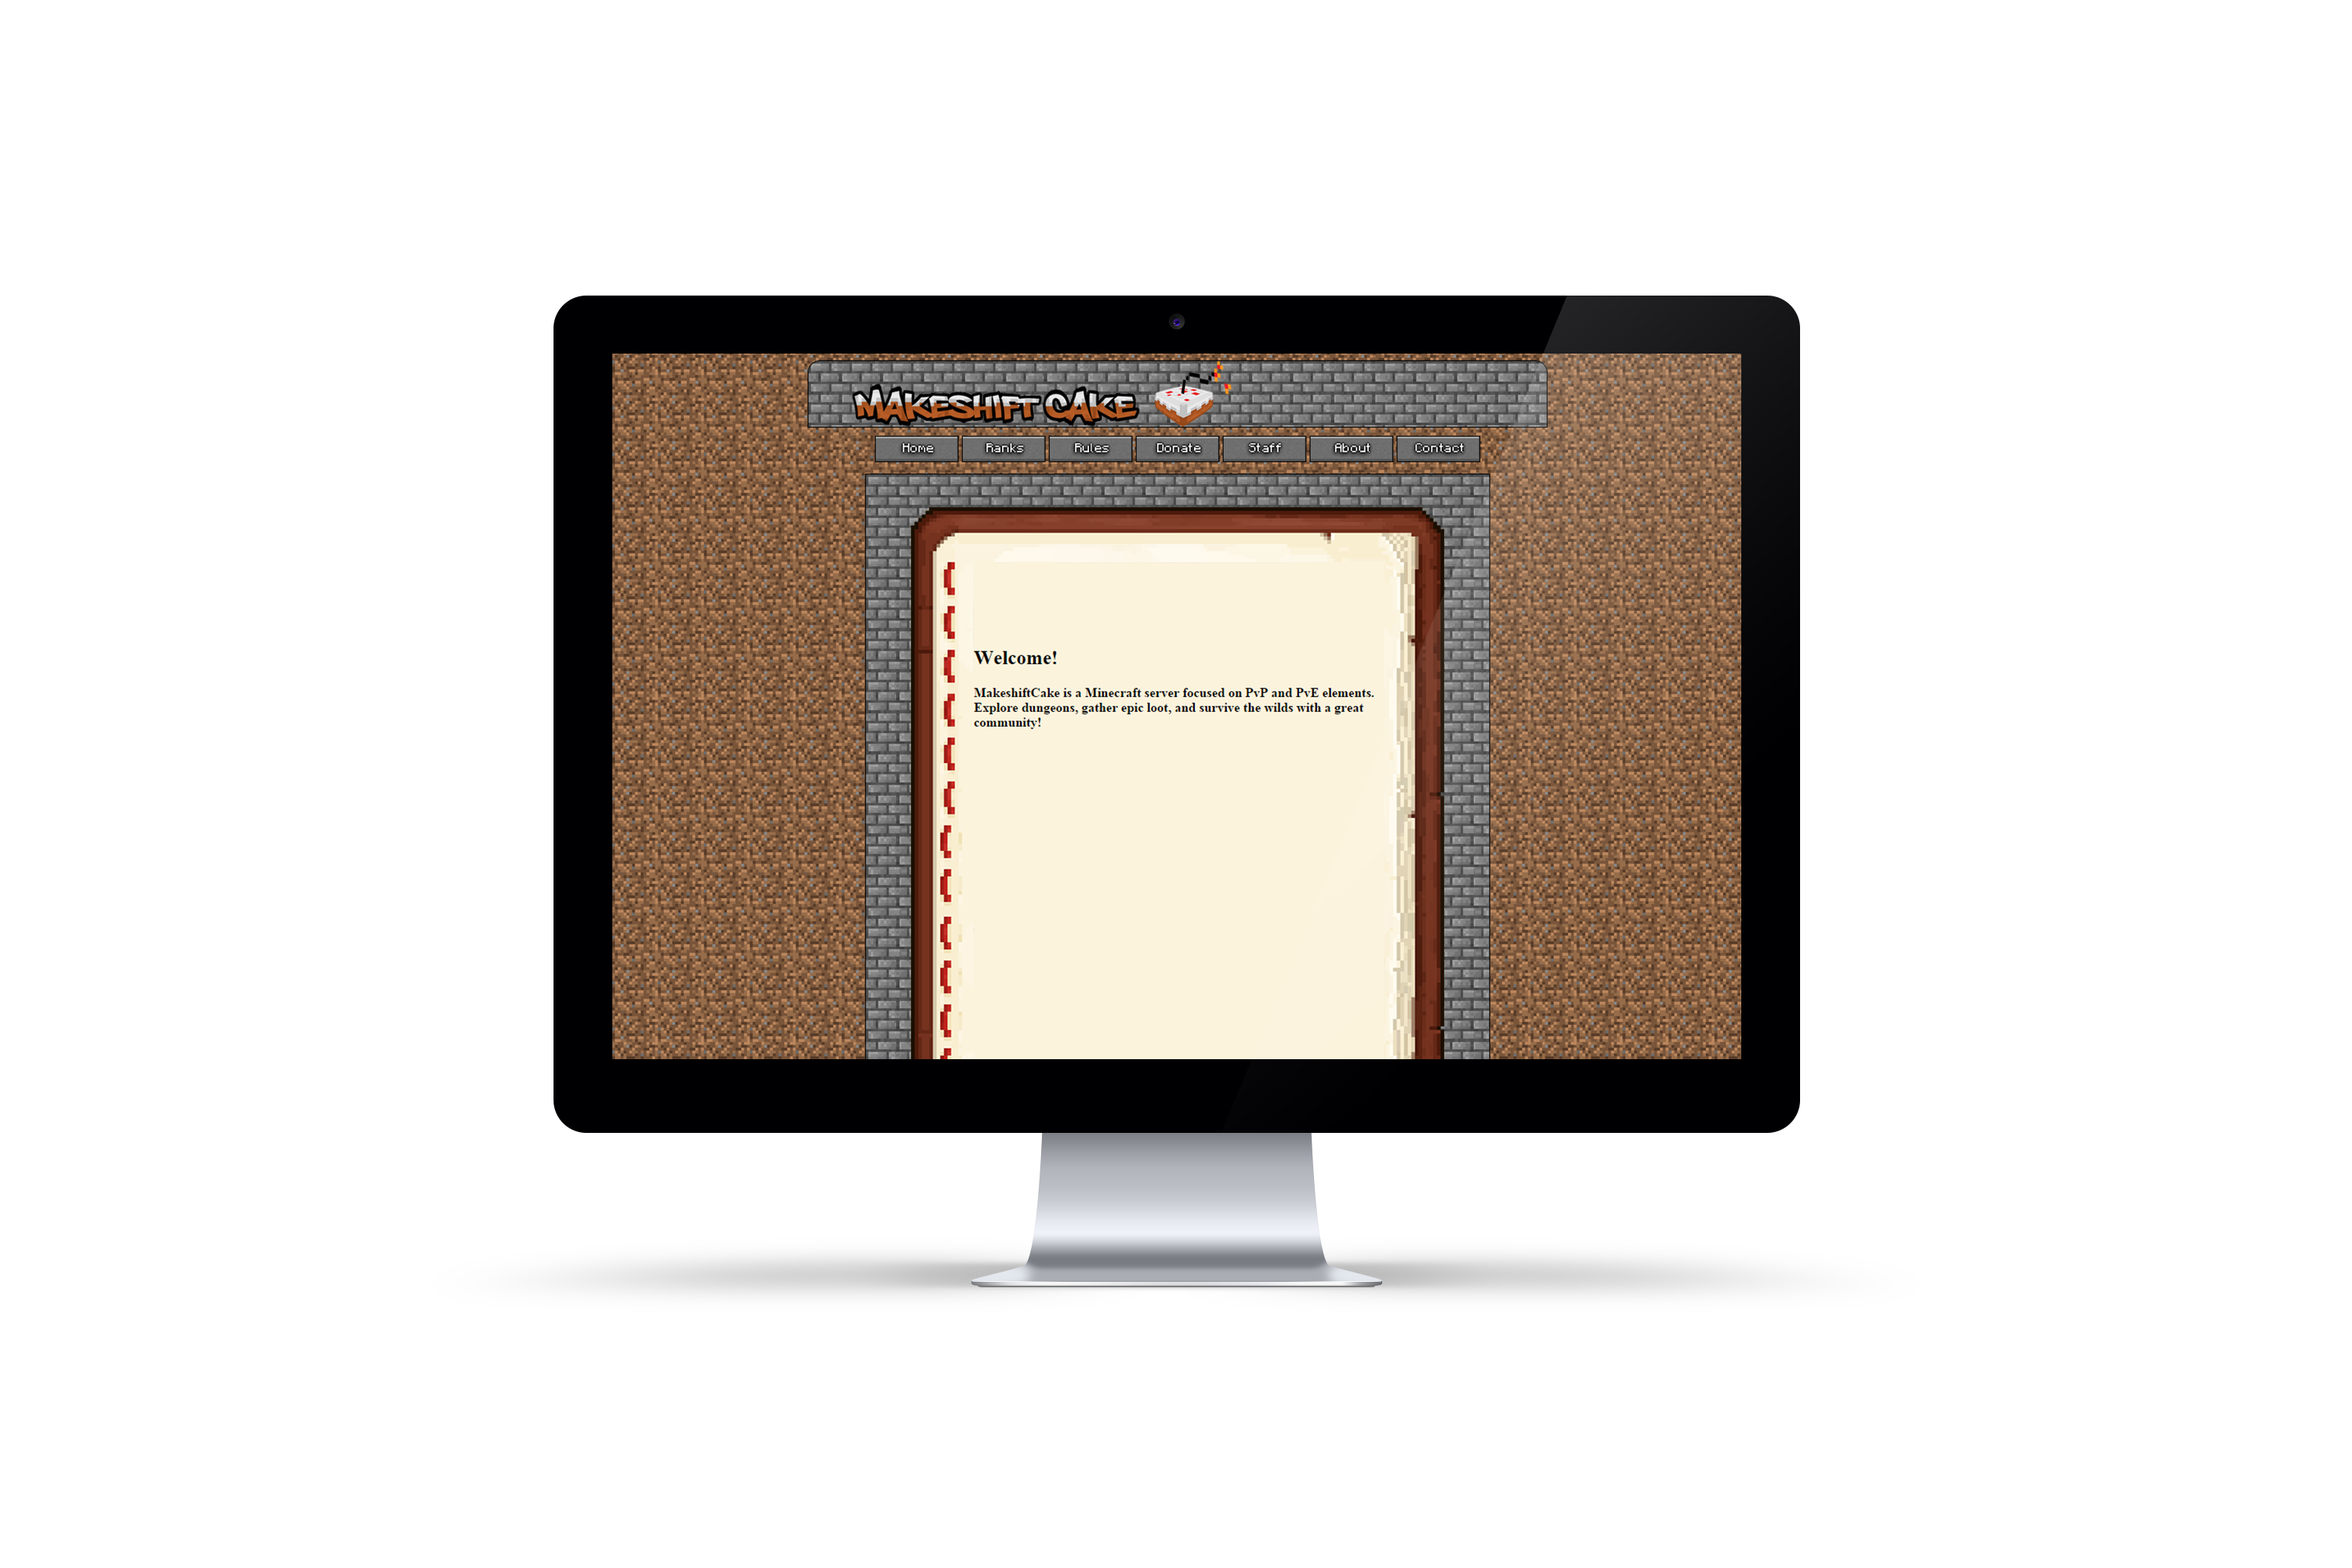 MAKESHIFT CAKE
Home Ranks Rules Donate Staff About Contact
Welcome!
MakeshiftCake is a Minecraft server focused on PvP and PvE elements.
Explore dungeons, gather epic loot, and survive the wilds with a great
community!